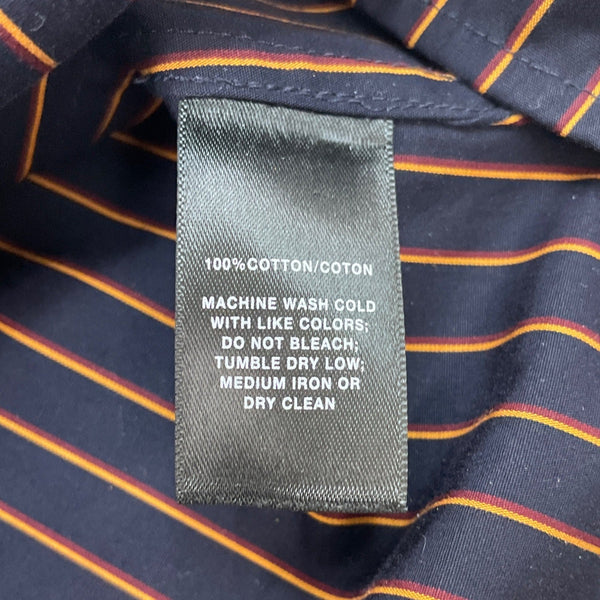 100%COTTON/COTON
MACHINE WASH COLD
WITH LIKE COLORS;
DO NOT BLEACH;
TUMBLE DRY LOW;
MEDIUM IRON OR
DRY CLEAN